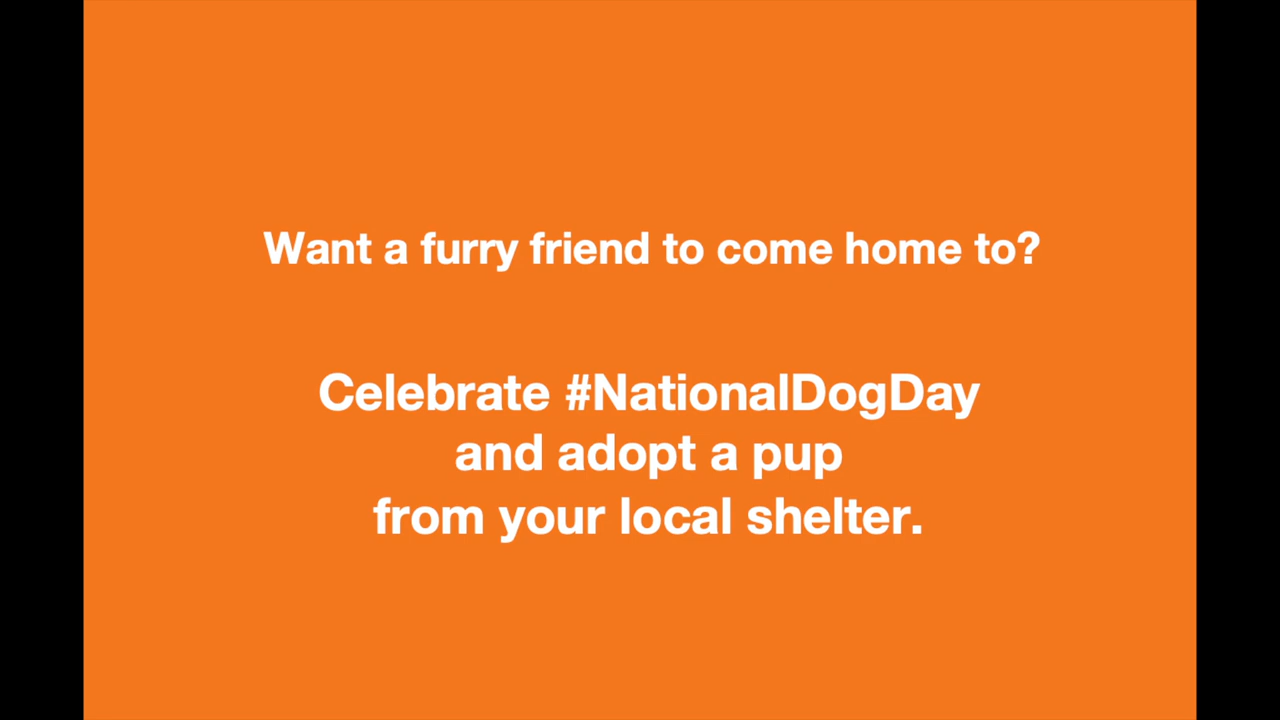 Want a furry friend to come home to?
Celebrate #NationalDogDay
and adopt a pup
from your local shelter.